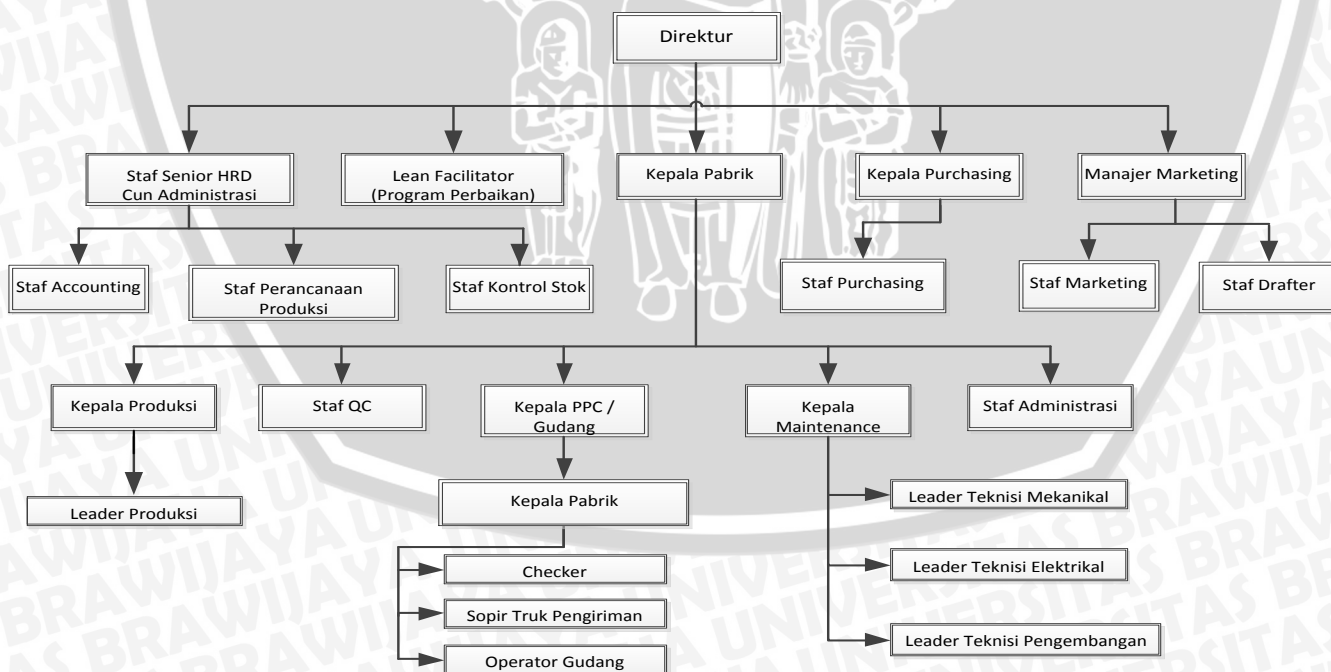 Direktur
Staf Senior HRD
Cun Administrasi
Lean Facilitator
(Program Perbaikan)
Kepala Pabrik
Kepala Purchasing
Manajer Marketing
Staf Accounting
Staf Perancanaan
Produksi
Staf Kontrol Stok
Staf Purchasing
Staf Marketing
Staf Drafter
Kepala Produksi
Staf QC
Kepala PPC /
Gudang
Kepala
Maintenance
Staf Administrasi
Leader Produksi
Kepala Pabrik
Leader Teknisi Mekanikal
Checker
Leader Teknisi Elektrikal
Sopir Truk Pengiriman
Leader Teknisi Pengembangan
Operator Gudang